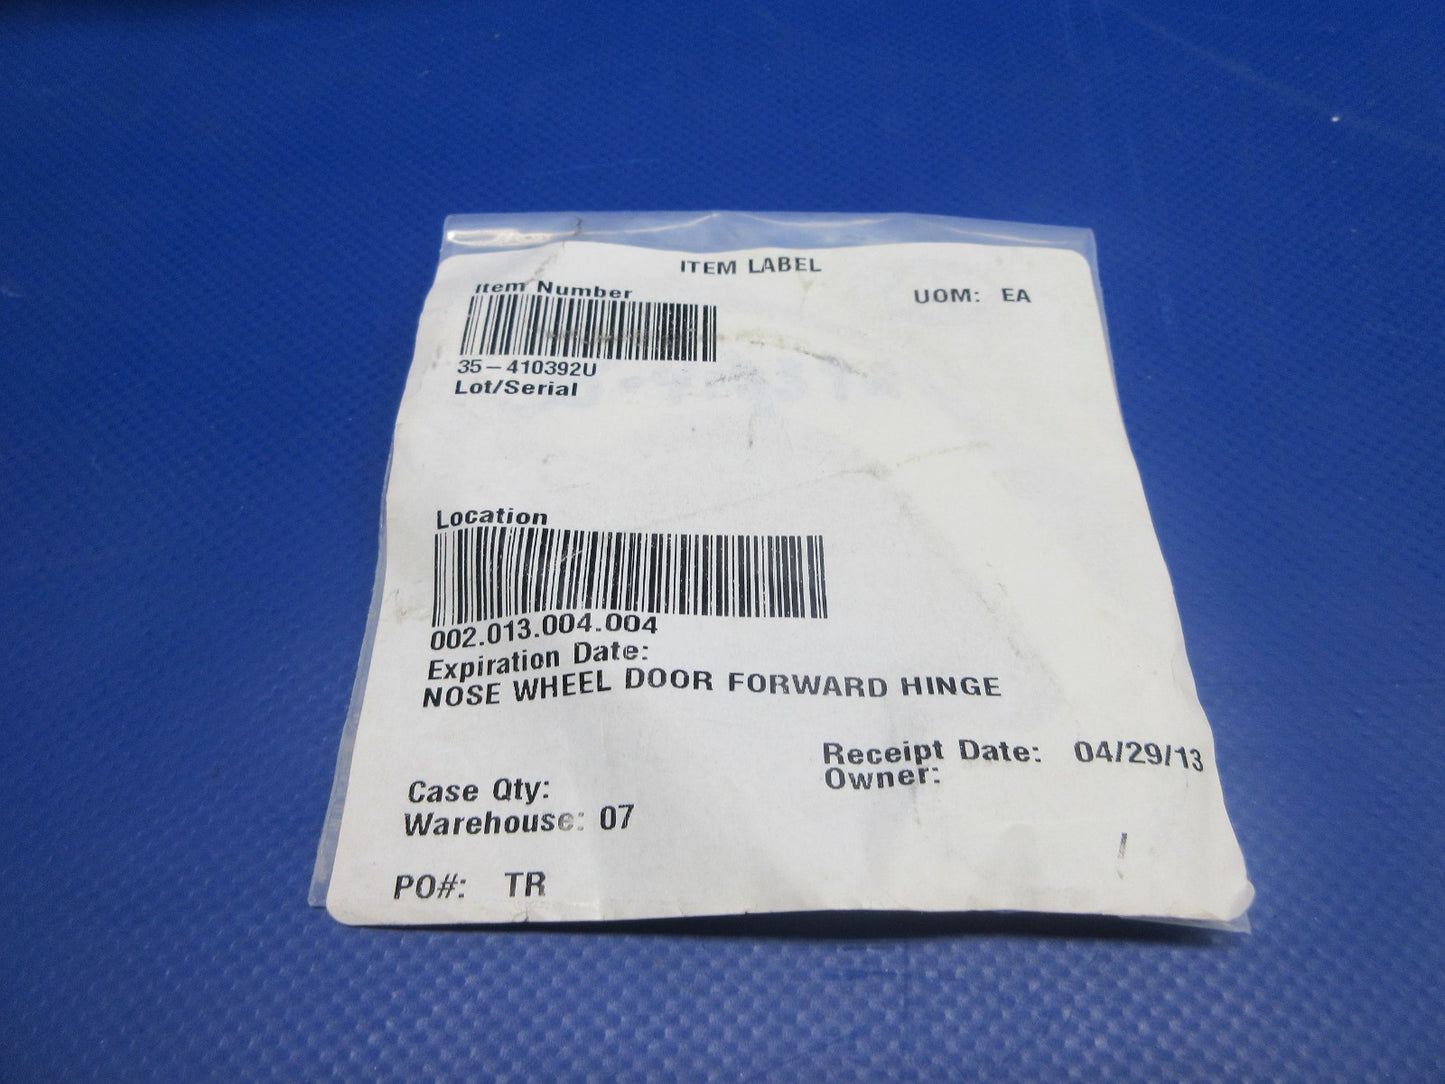 ITEM LABEL
Item Number
UOM: EA
35-410392U
Lot/Serial
Location
002.013.004.004
Expiration Date:
NOSE WHEEL DOOR FORWARD HINGE
Receipt Date: 04/29/13
Owner:
Case Qty:
Warehouse: 07
PO#: TR